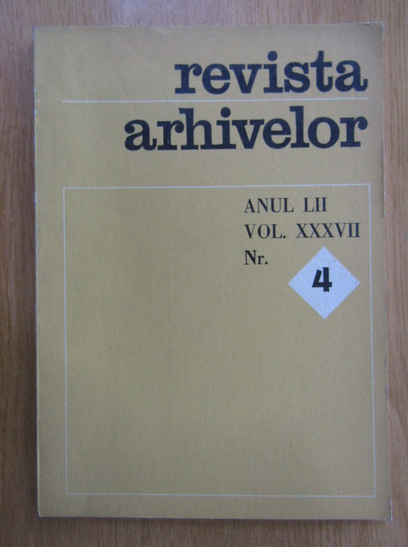 revista
arhivelor
ANUL LII
VOL. XXXVII
Nr. 4